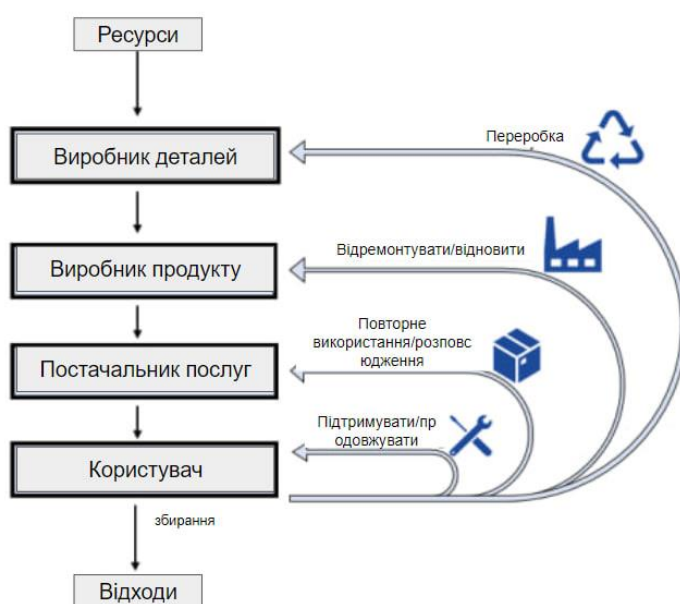 Ресурси
Переробка
Виробник деталей
Відремонтувати/відновити
Виробник продукту
Повторне
використання/розповс
юдження
Постачальник послуг
Підтримувати/пр
одовжувати
Користувач
збирання
Відходи